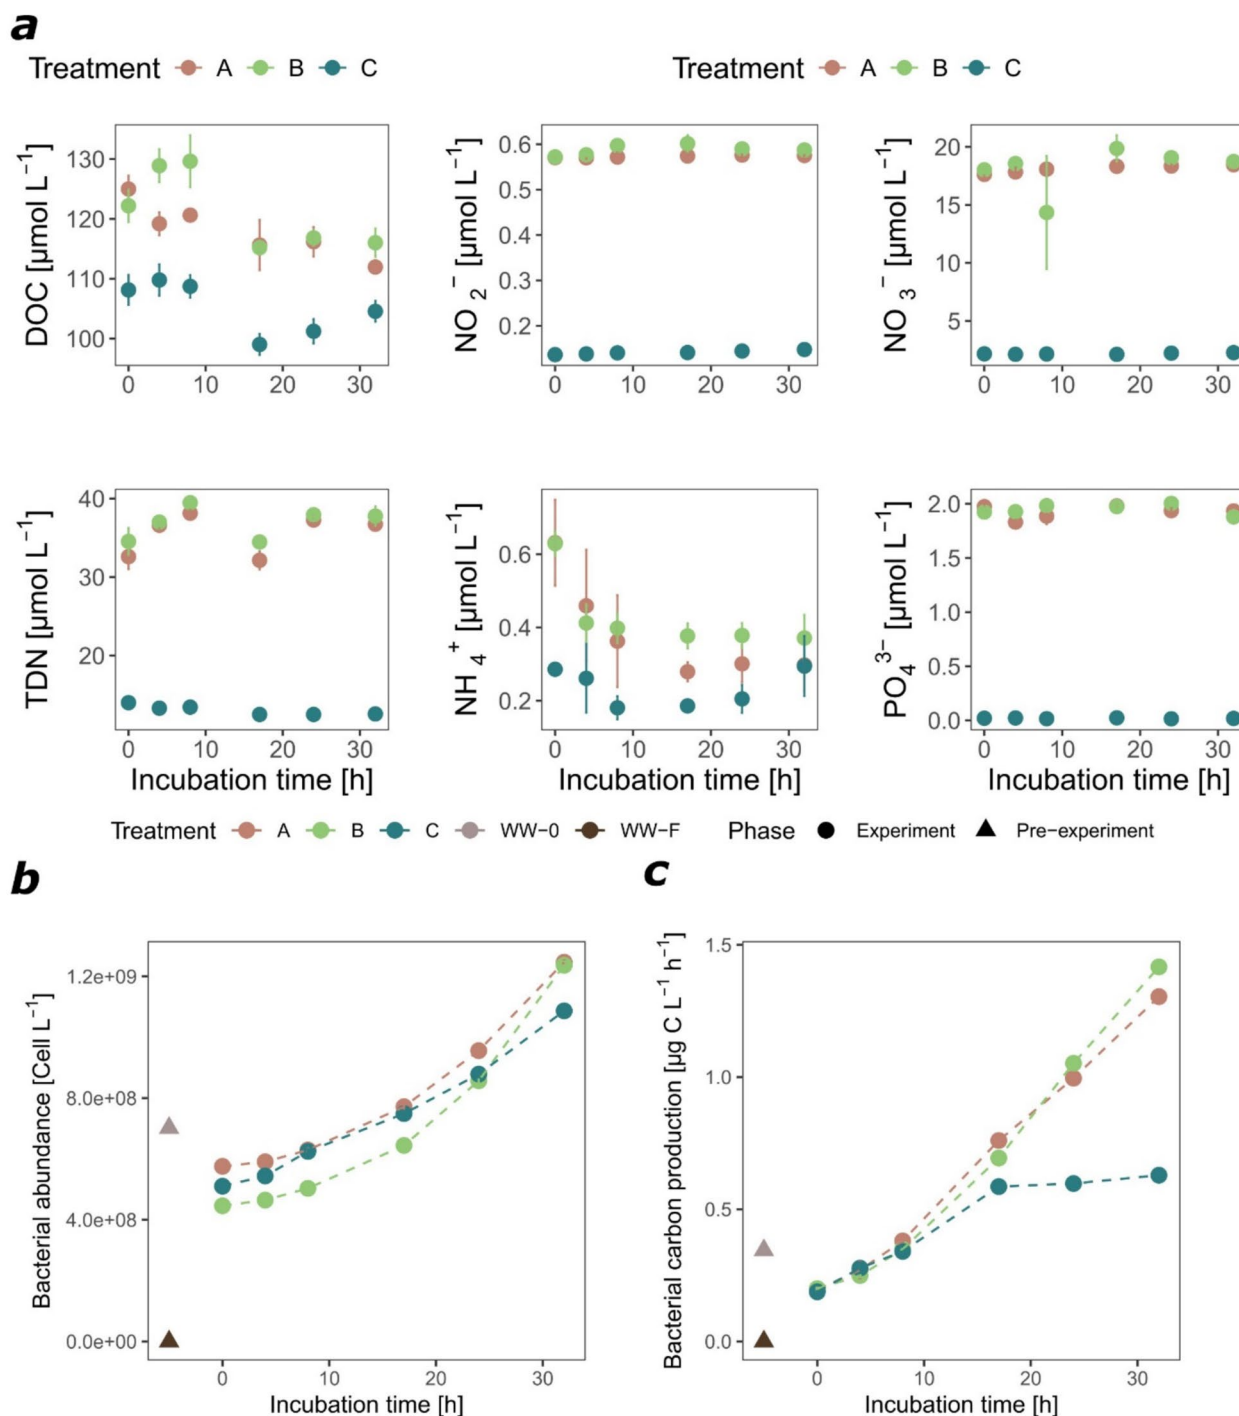 a
Treatment A B C
Treatment A B C
DOC [µmol L⁻¹]
130
120
110
100
0 10 20 30
NO₂⁻ [µmol L⁻¹]
0.6
0.5
0.4
0.3
0.2
0 10 20 30
NO₃⁻ [µmol L⁻¹]
20
15
10
5
0 10 20 30
TDN [µmol L⁻¹]
40
30
20
0 10 20 30
Incubation time [h]
NH₄⁺ [µmol L⁻¹]
0.6
0.4
0.2
0 10 20 30
Incubation time [h]
PO₄³⁻ [µmol L⁻¹]
2.0
1.5
1.0
0.5
0.0
0 10 20 30
Incubation time [h]
Treatment A B C WW−0 WW−F Phase Experiment Pre−experiment
b
Bacterial abundance [Cell L⁻¹]
1.2e+09
8.0e+08
4.0e+08
0.0e+00
0 10 20 30
Incubation time [h]
c
Bacterial carbon production [µg C L⁻¹ h⁻¹]
1.5
1.0
0.5
0.0
0 10 20 30
Incubation time [h]